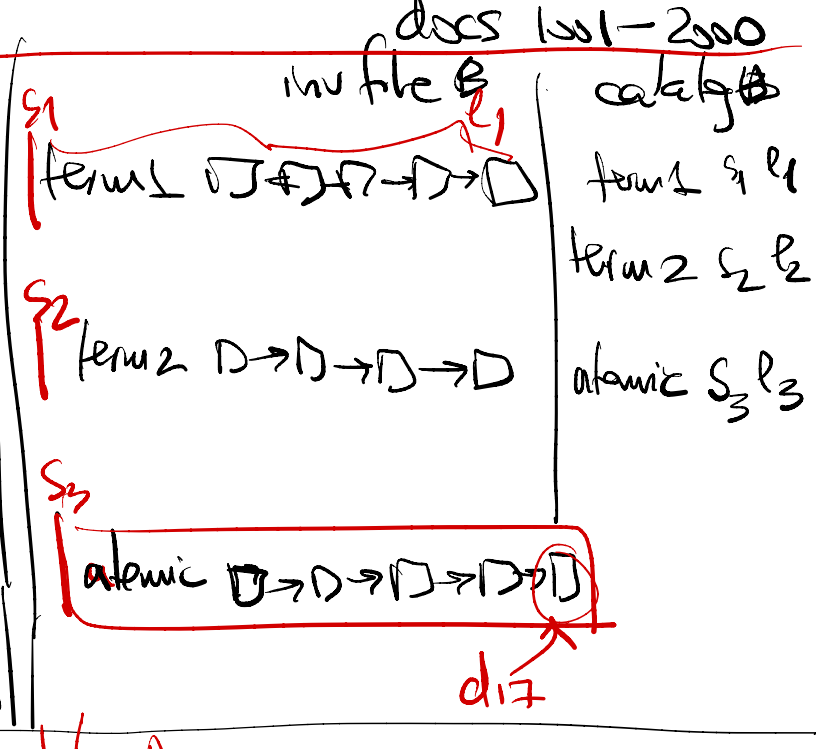 docs 1001-2000
inv file B
catalog B
S1
l1
term1
term1 S1 l1
term2 S2 l2
S2
term2
atomic S3 l3
S3
atomic
d17